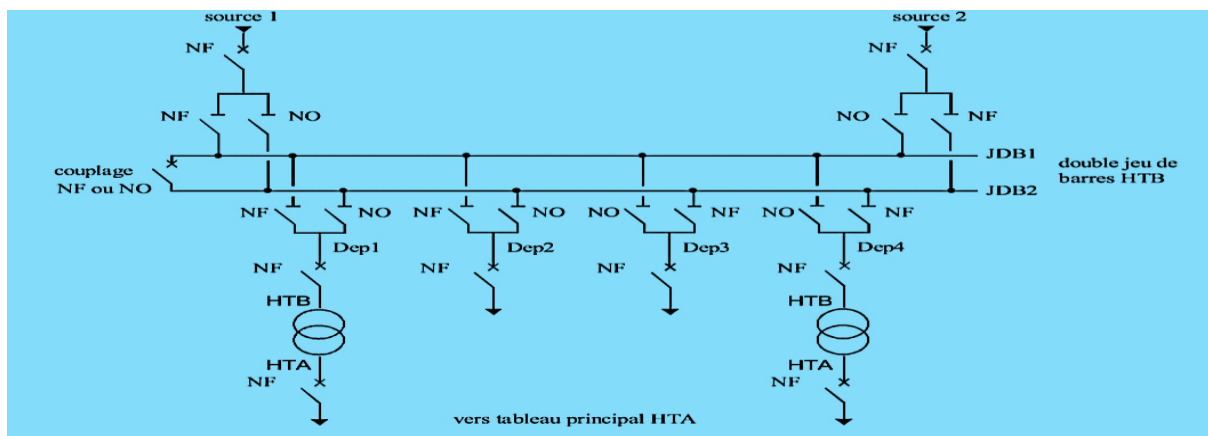 source 1
source 2
NF
NF
NF
NO
NO
NF
JDB1
couplage
NF ou NO
double jeu de
barres HTB
JDB2
NF
NO
NF
NO
NO
NF
NO
NF
Dep1
Dep2
Dep3
Dep4
NF
NF
NF
NF
HTB
HTB
HTA
HTA
NF
NF
vers tableau principal HTA